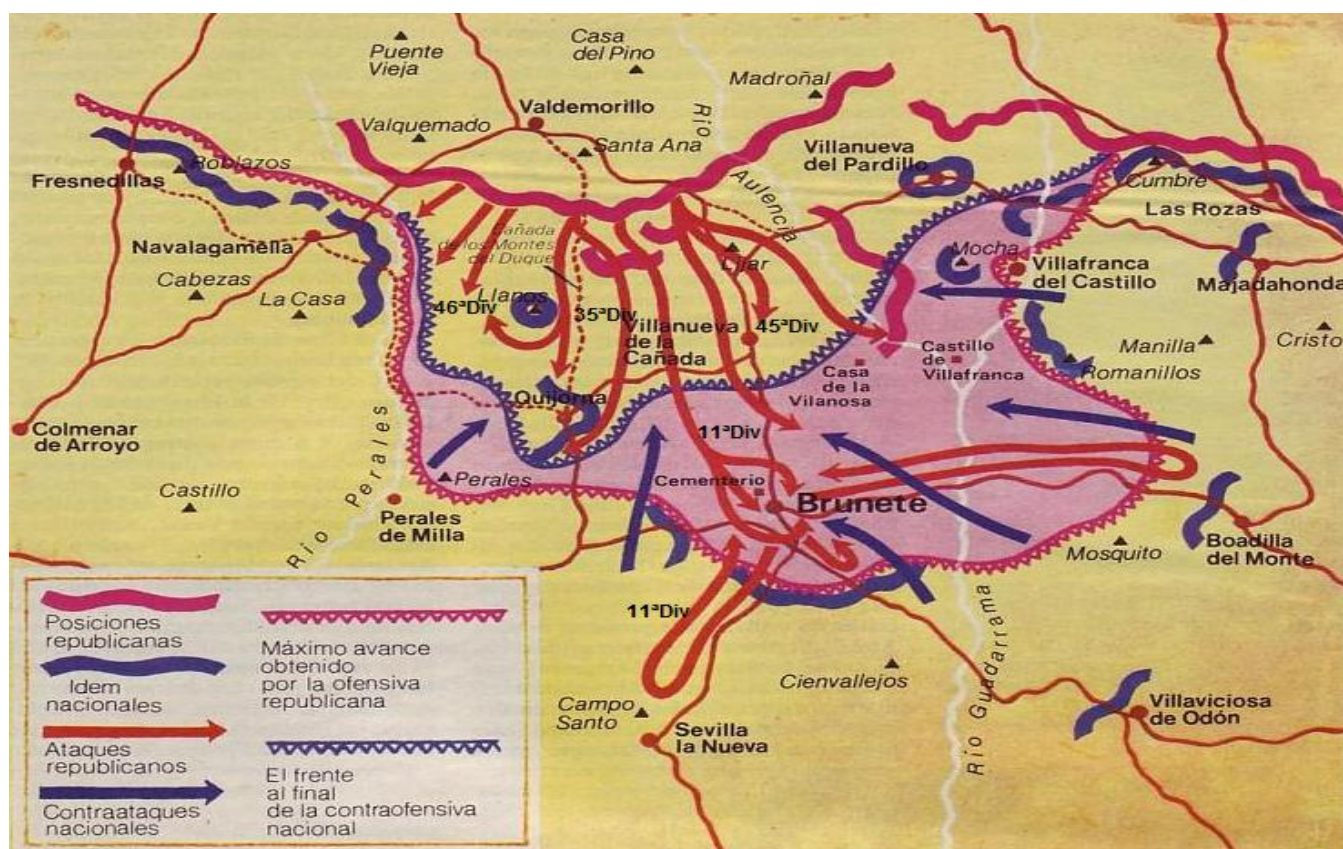 Puente
Vieja
Casa
del Pino
Madroñal
Río
Aulencia
Valdemorillo
Valquemado
Santa Ana
Villanueva
del Pardillo
Roblazos
Fresnedillas
Cumbre
Las Rozas
Navalagamella
Cañada
de los Montes
del Duque
Lijar
Mocha
Villafranca
del Castillo
Majadahonda
Cabezas
La Casa
Llanos
46ªDiv
35ªDiv
Villanueva
de la
Cañada
45ªDiv
Castillo
de
Villafranca
Manilla
Cristo
Romanillos
Casa
de la
Vilanosa
Quijorna
Colmenar
de Arroyo
11ªDiv
Castillo
Perales
Cementerio
Brunete
Río Perales
Perales
de Milla
Mosquito
Boadilla
del Monte
11ªDiv
Río Guadarrama
Cienvallejos
Campo
Santo
Sevilla
la Nueva
Villaviciosa
de Odón
Posiciones
republicanas
Idem
nacionales
Ataques
republicanos
Contraataques
nacionales
Máximo avance
obtenido
por la ofensiva
republicana
El frente
al final
de la contraofensiva
nacional